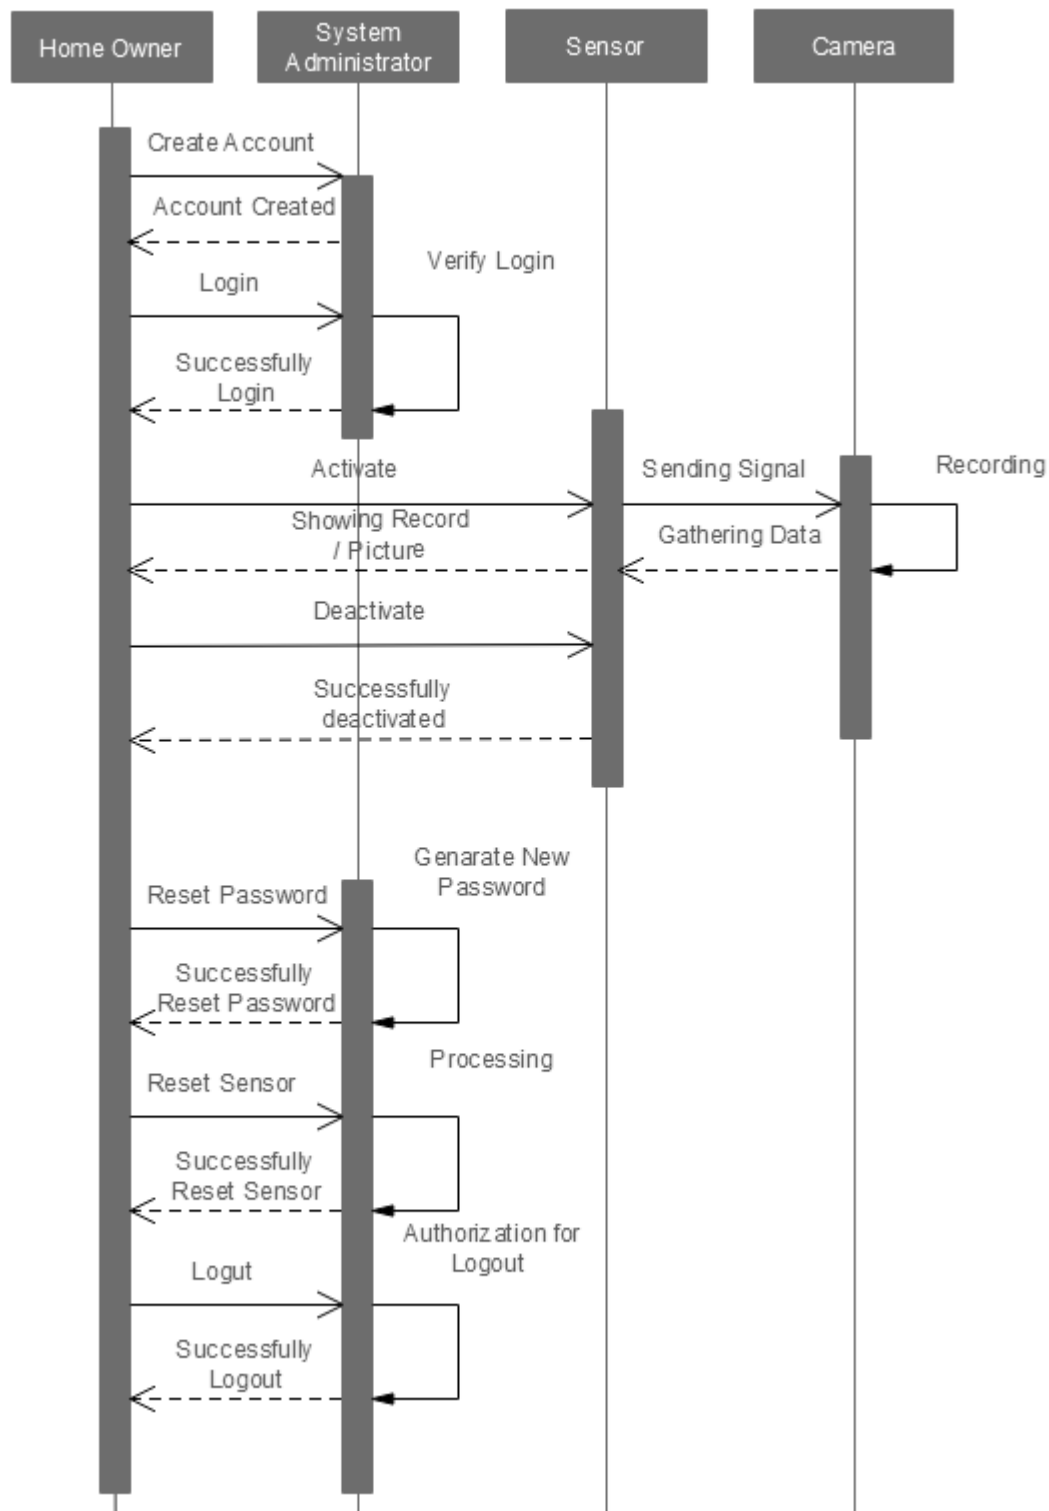 Home Owner
System
Administrator
Sensor
Camera
Create Account
Account Created
Verify Login
Login
Successfully
Login
Activate
Sending Signal
Recording
Showing Record
/ Picture
Gathering Data
Deactivate
Successfully
deactivated
Genarate New
Password
Reset Password
Successfully
Reset Password
Processing
Reset Sensor
Successfully
Reset Sensor
Authorization for
Logout
Logut
Successfully
Logout